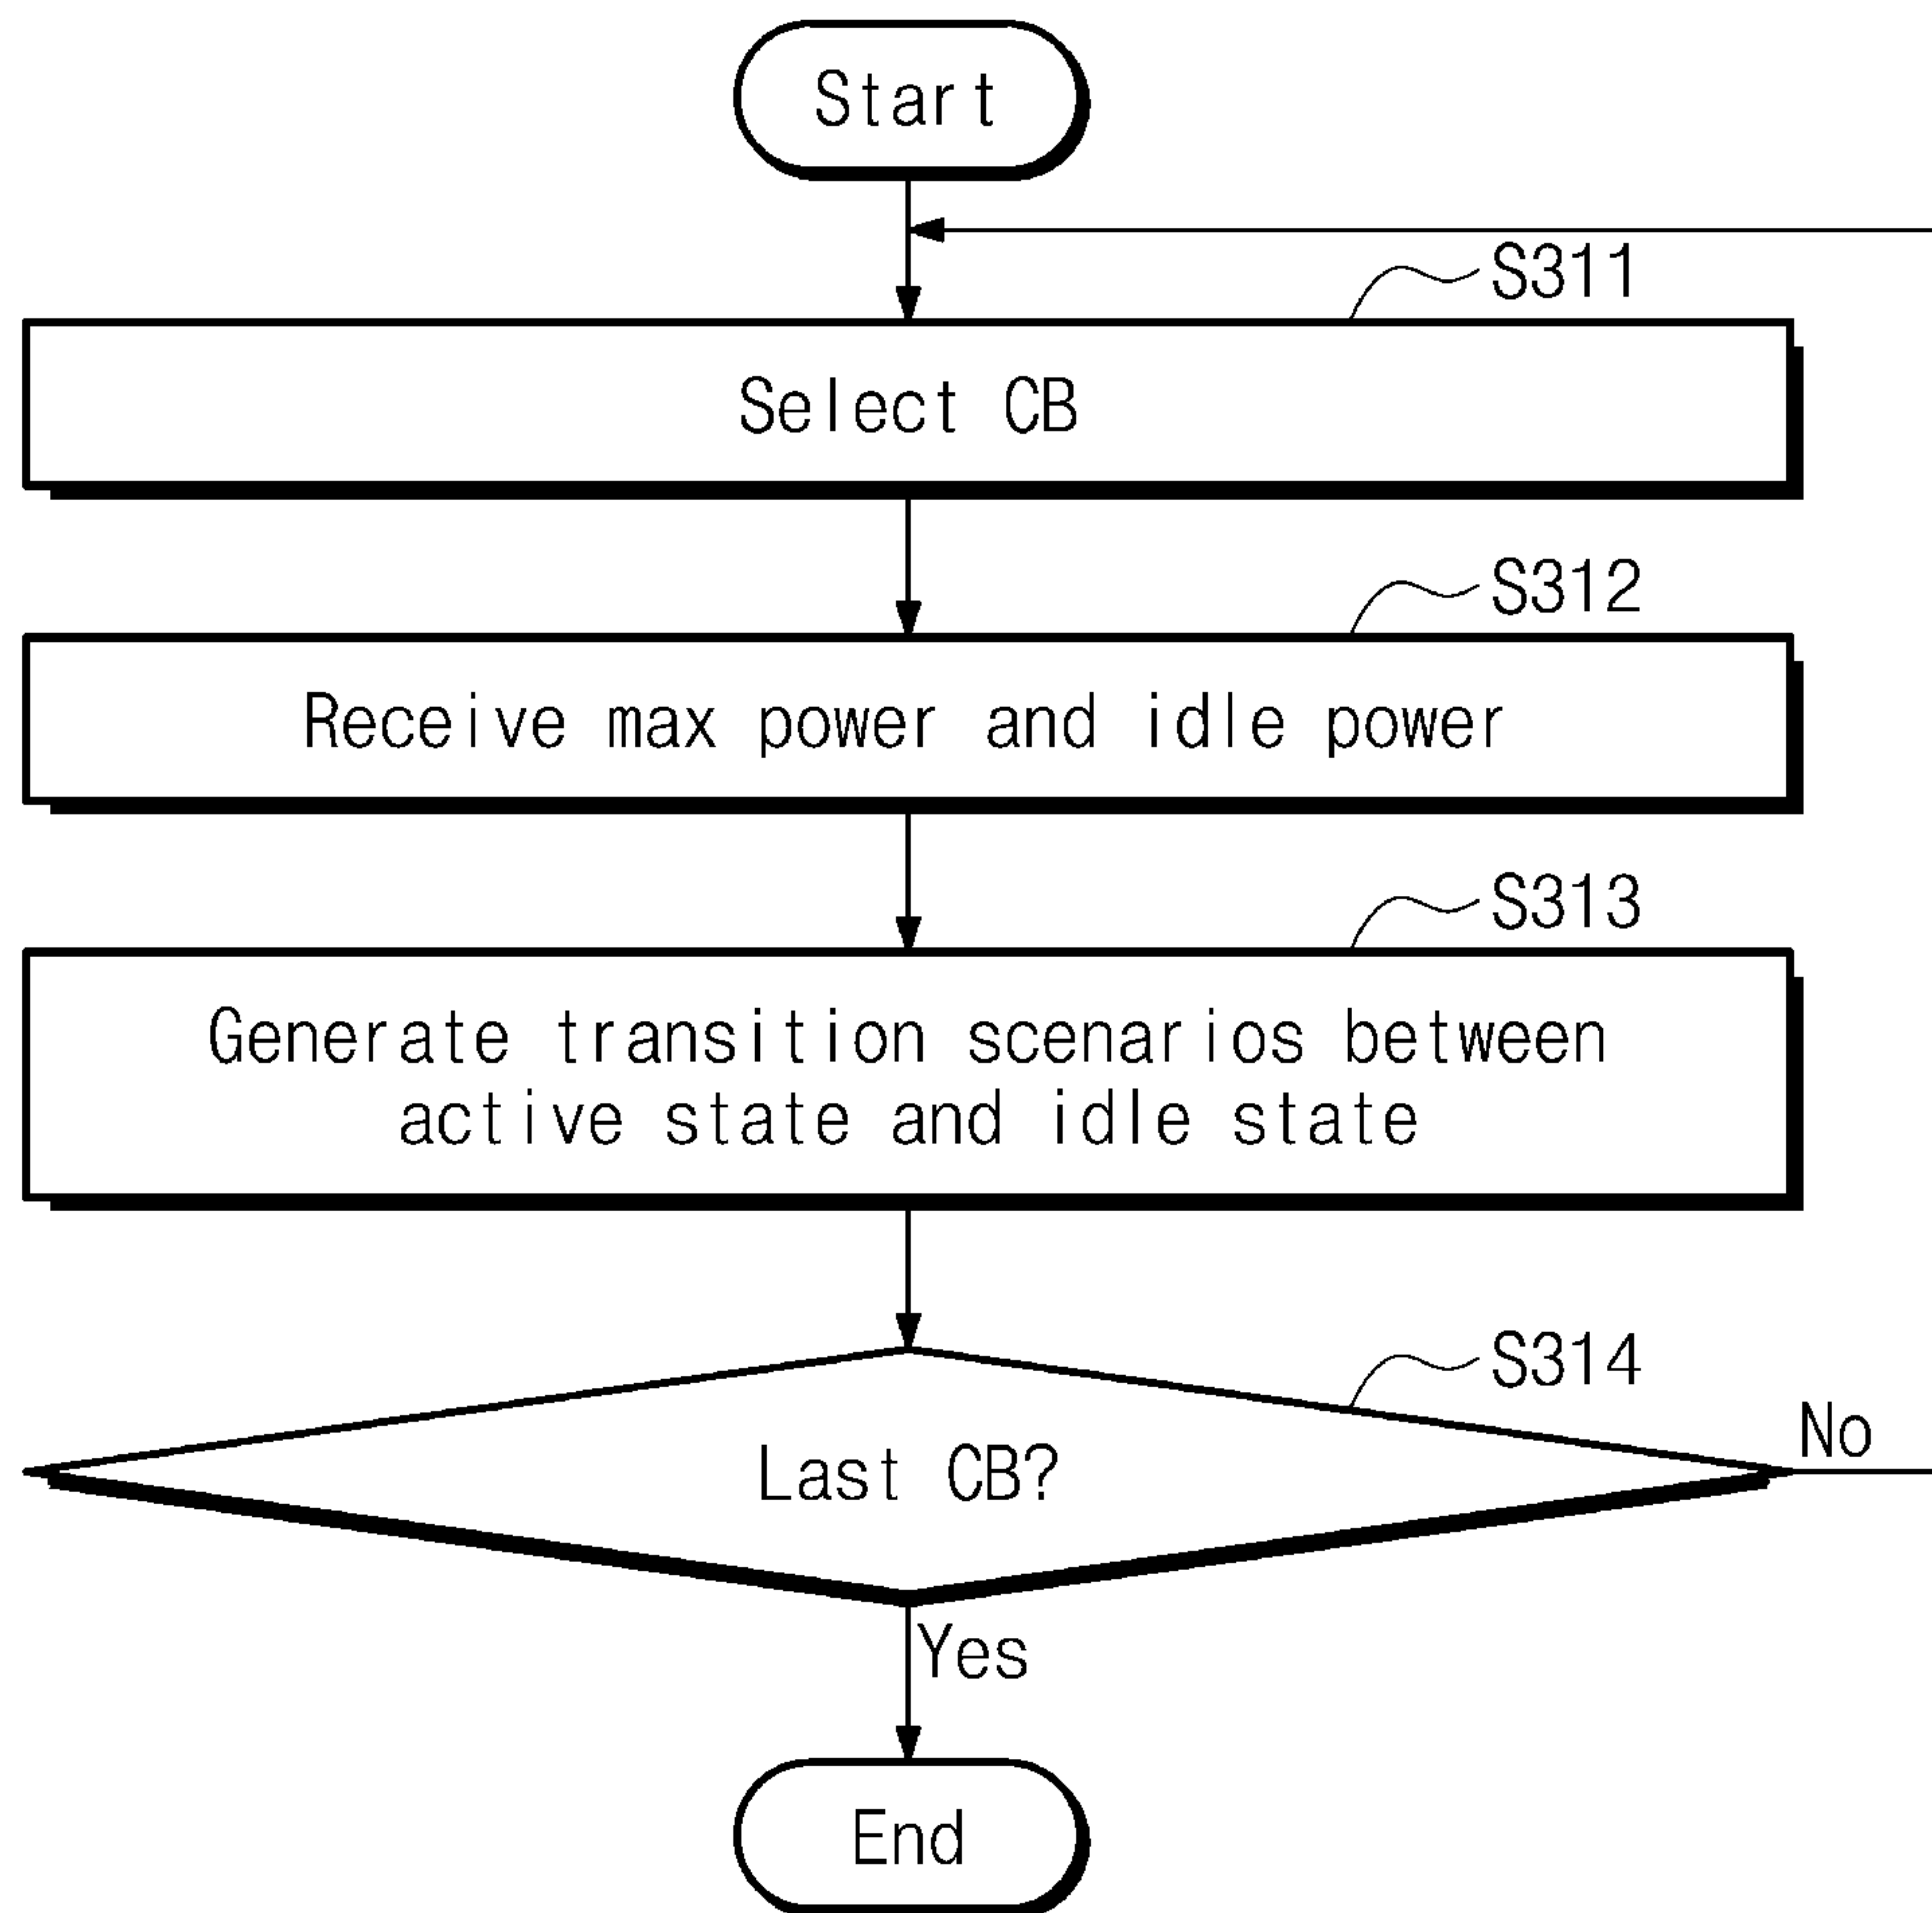 Start
S311
Select CB
S312
Receive max power and idle power
S313
Generate transition scenarios between
active state and idle state
S314
No
Last CB?
Yes
End